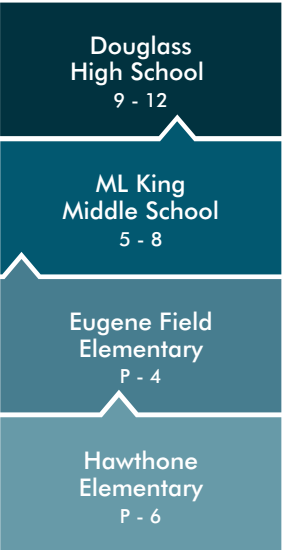 Douglass
High School
9 - 12
ML King
Middle School
5 - 8
Eugene Field
Elementary
P - 4
Hawthone
Elementary
P - 6